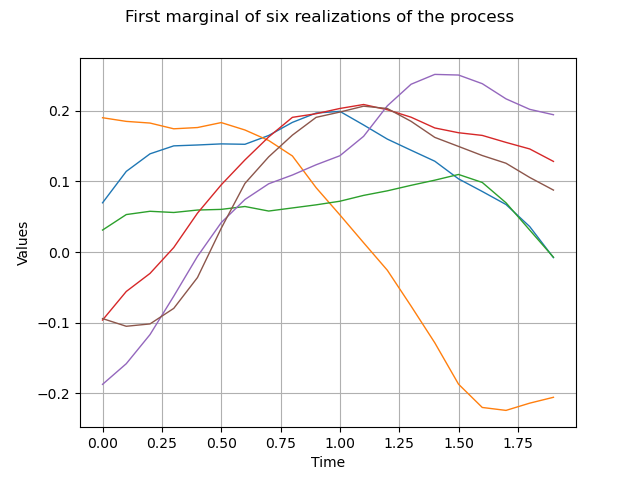 First marginal of six realizations of the process
Values
0.2
0.1
0.0
−0.1
−0.2
0.00 0.25 0.50 0.75 1.00 1.25 1.50 1.75
Time